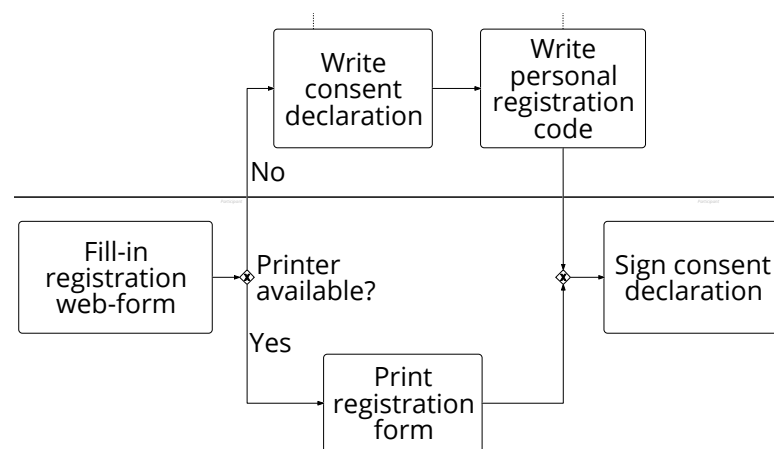 Write
consent
declaration
Write
personal
registration
code
No
Fill-in
registration
web-form
Printer
available?
Sign consent
declaration
Yes
Print
registration
form